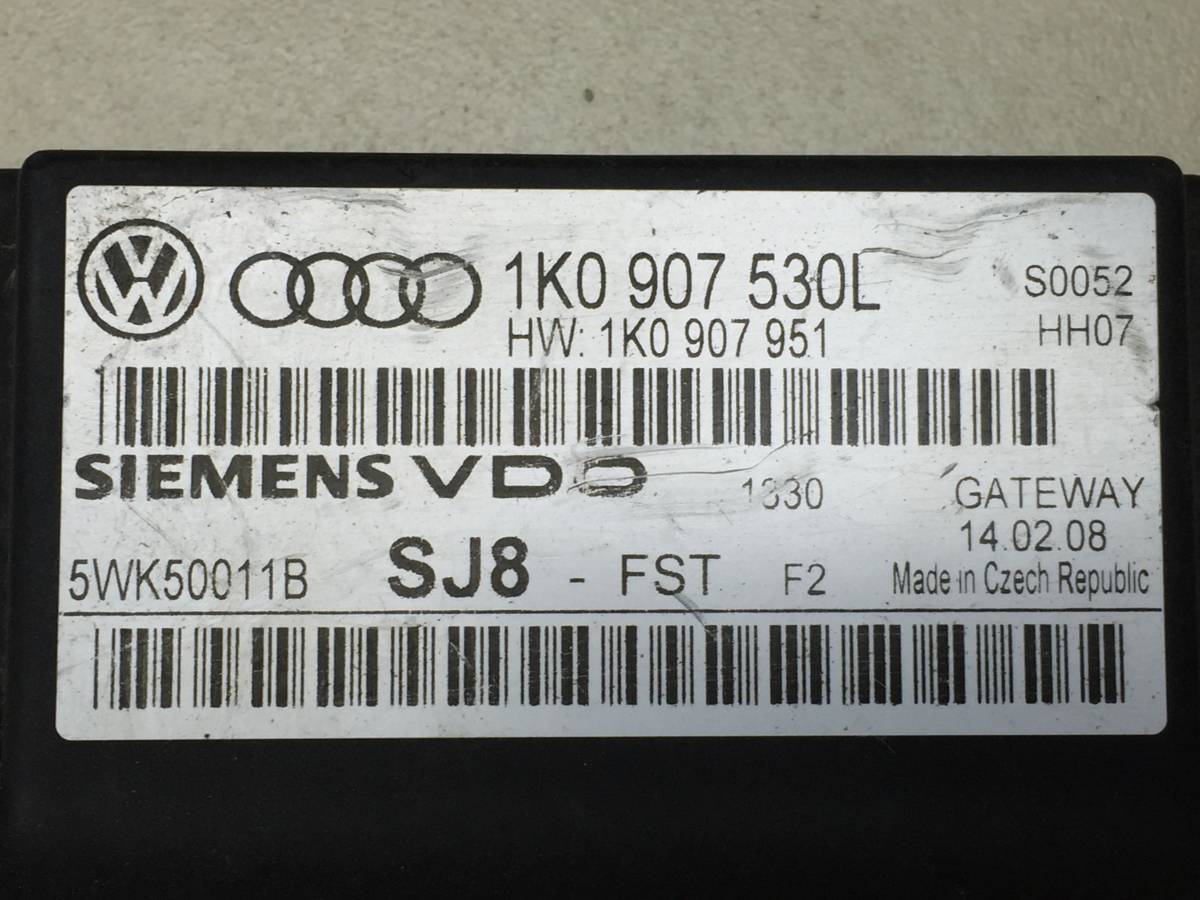 1K0 907 530L S0052
HW: 1K0 907 951 HH07
SIEMENS VDO 1330 GATEWAY
14.02.08
5WK50011B SJ8 - FST F2 Made in Czech Republic